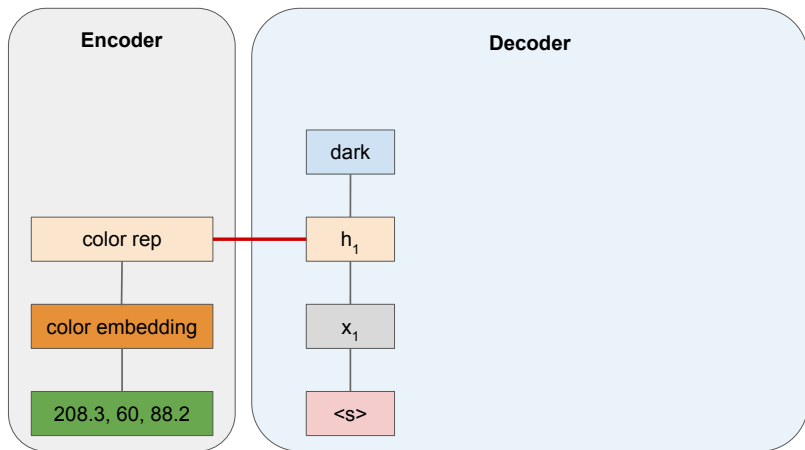 Encoder
Decoder
dark
color rep
h₁
color embedding
x₁
208.3, 60, 88.2
<s>